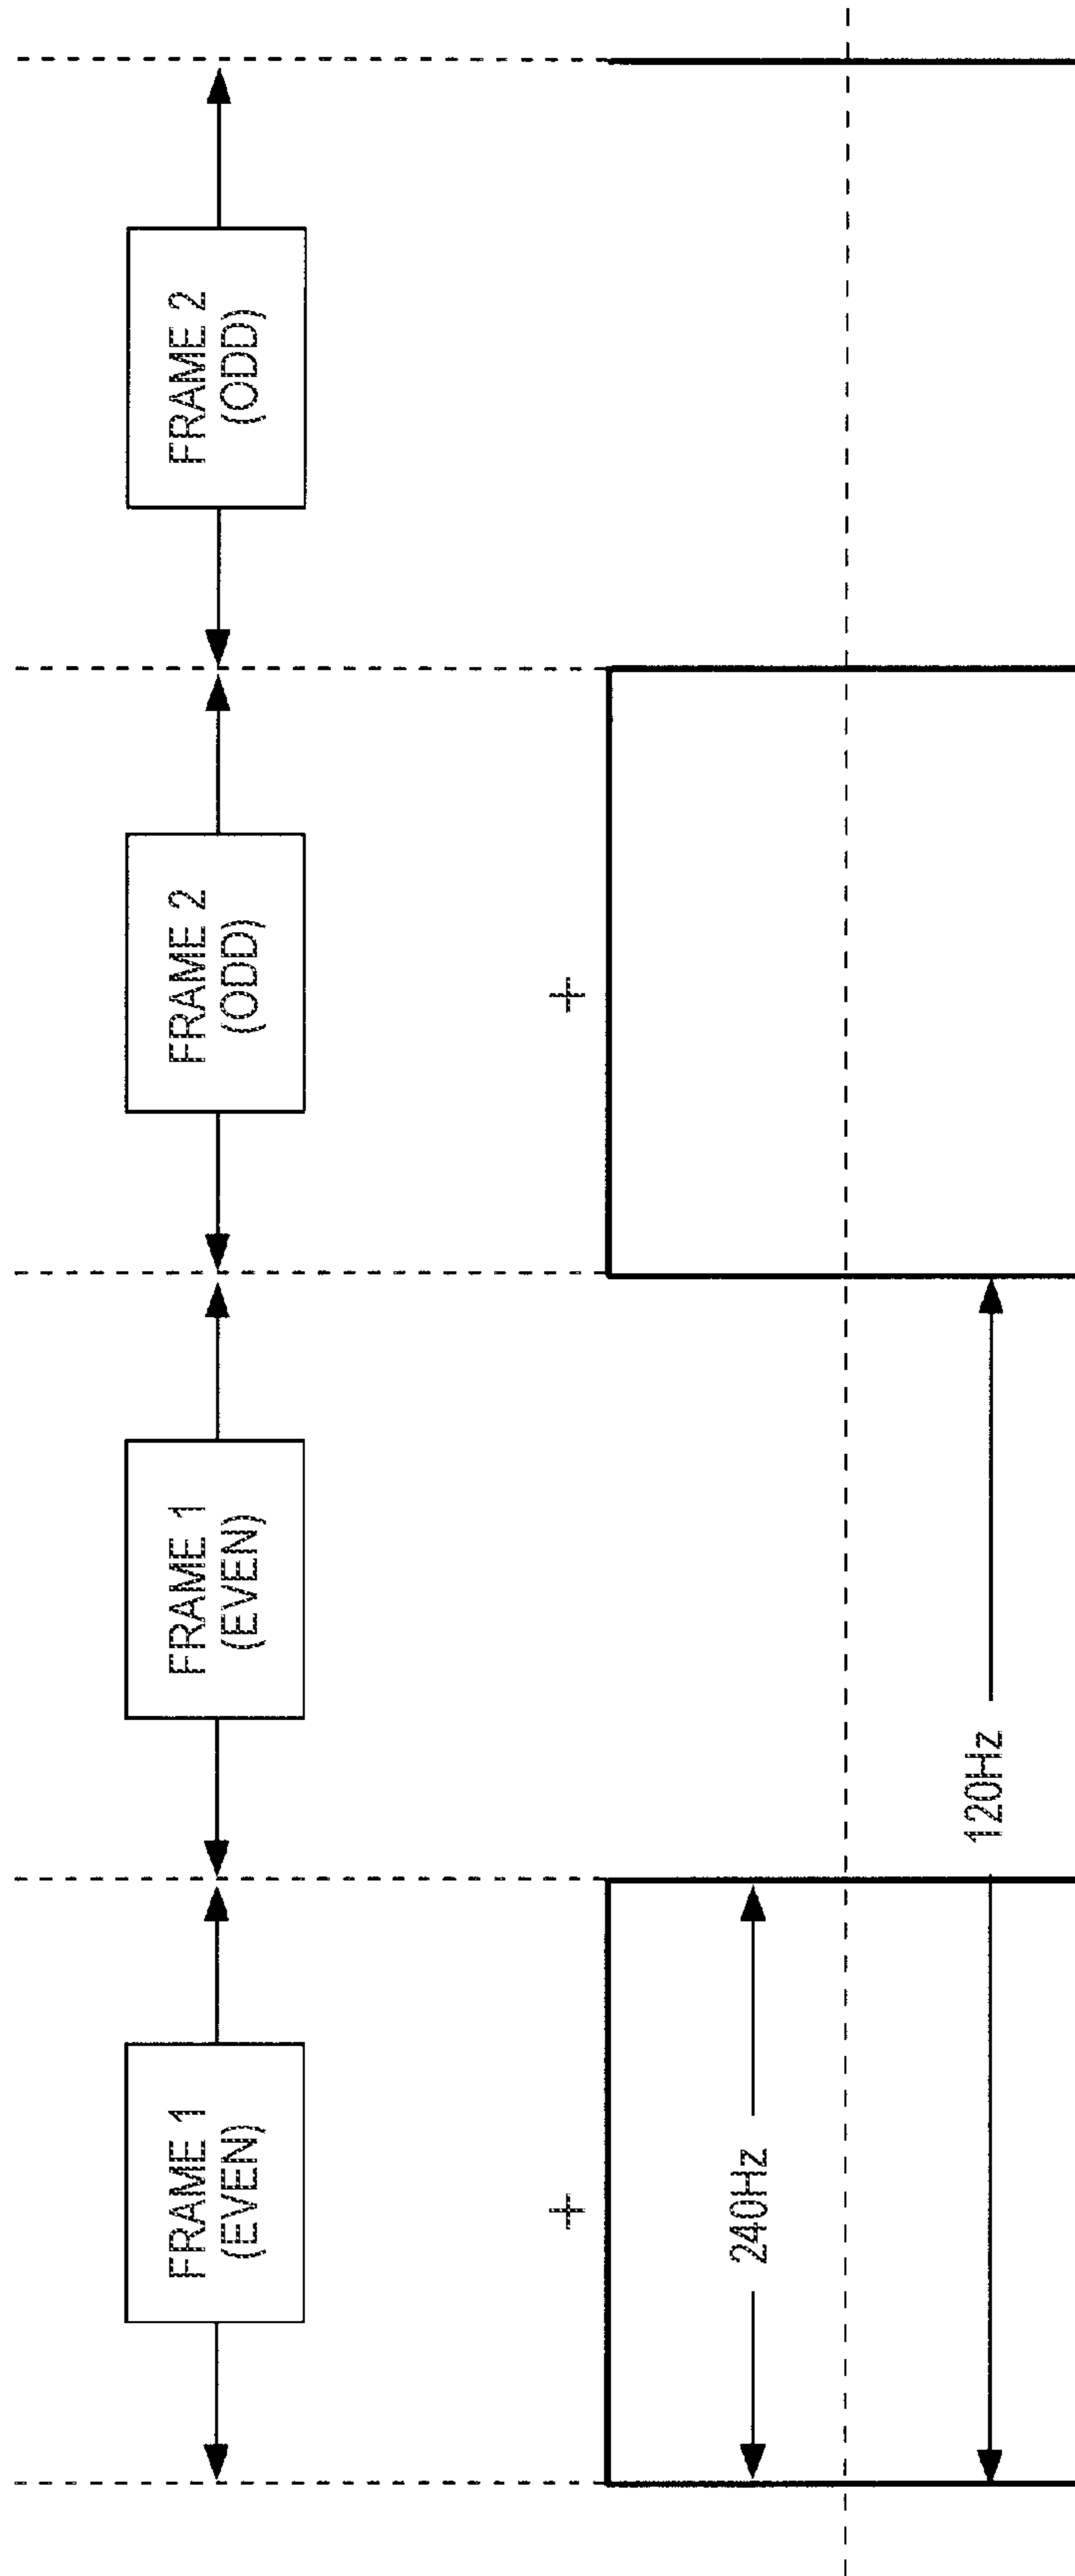 FRAME 1
(EVEN)
FRAME 1
(EVEN)
FRAME 2
(ODD)
FRAME 2
(ODD)
+
+
240Hz
120Hz